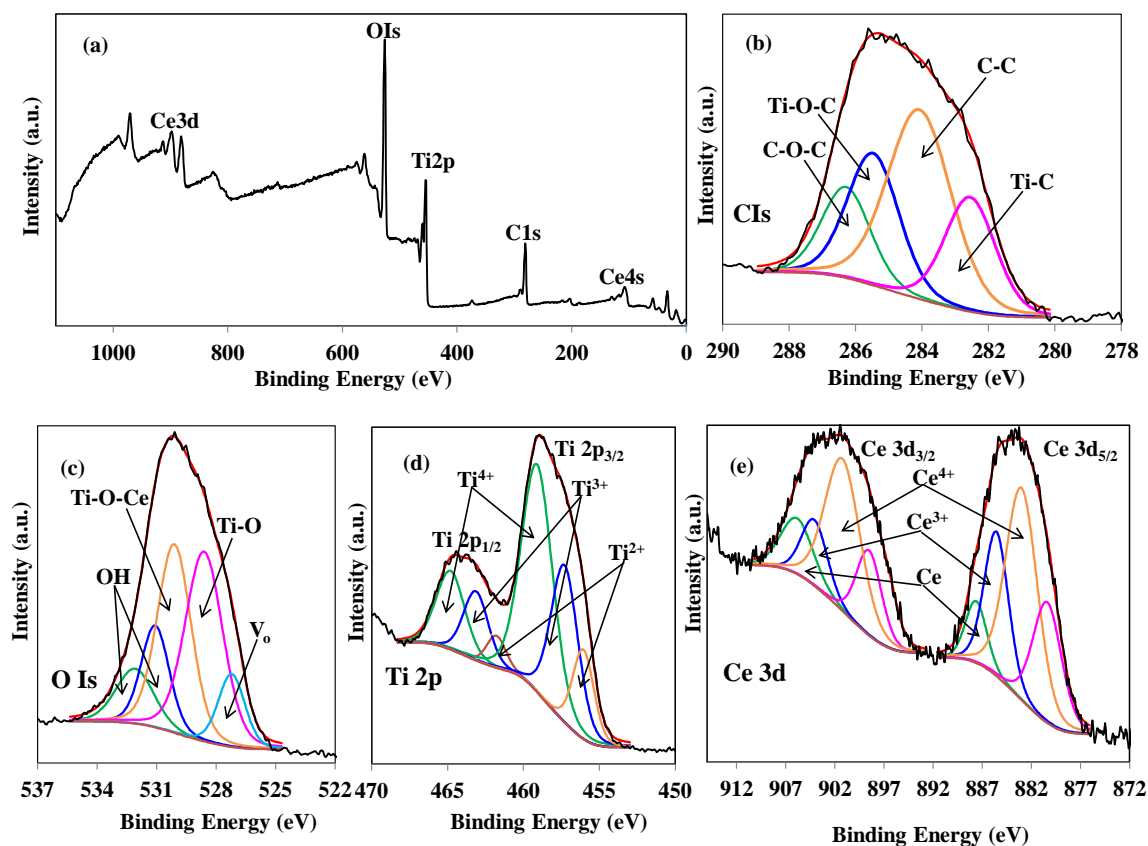 (a)
OIs
Ce3d
Ti2p
C1s
Ce4s
Intensity (a.u.)
1000 800 600 400 200 0
Binding Energy (eV)
(b)
C-C
Ti-O-C
C-O-C
Ti-C
CIs
Intensity (a.u.)
290 288 286 284 282 280 278
Binding Energy (eV)
(c)
Ti-O-Ce
Ti-O
OH
Vₒ
O Is
Intensity (a.u.)
537 534 531 528 525 522
Binding Energy (eV)
(d)
Ti 2p₃/₂
Ti⁴⁺
Ti³⁺
Ti 2p₁/₂
Ti²⁺
Ti 2p
Intensity (a.u.)
470 465 460 455 450
Binding Energy (eV)
(e)
Ce 3d₃/₂
Ce 3d₅/₂
Ce⁴⁺
Ce³⁺
Ce
Ce 3d
Intensity (a.u.)
912 907 902 897 892 887 882 877 872
Binding Energy (eV)